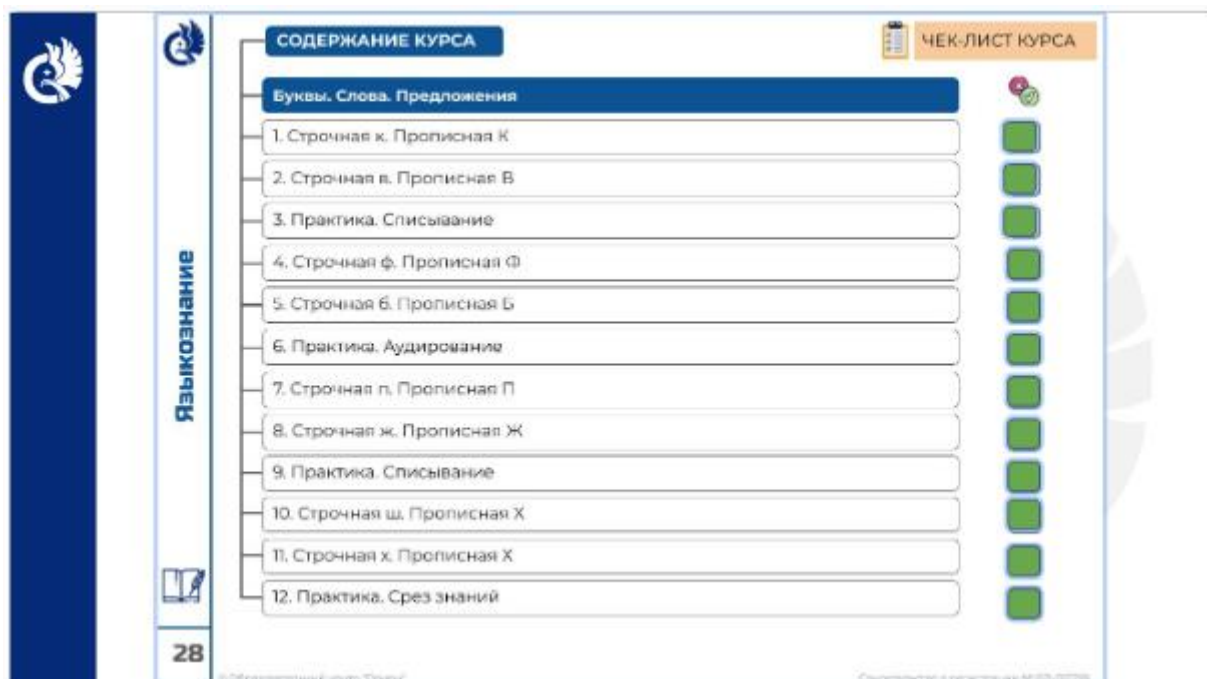 СОДЕРЖАНИЕ КУРСА
ЧЕК-ЛИСТ КУРСА
Буквы. Слова. Предложения
1. Строчная к. Прописная К
2. Строчная в. Прописная В
3. Практика. Списывание
4. Строчная ф. Прописная Ф
5. Строчная б. Прописная Б
6. Практика. Аудирование
7. Строчная п. Прописная П
8. Строчная ж. Прописная Ж
9. Практика. Списывание
10. Строчная ш. Прописная Х
11. Строчная х. Прописная Х
12. Практика. Срез знаний
Языкознание
28